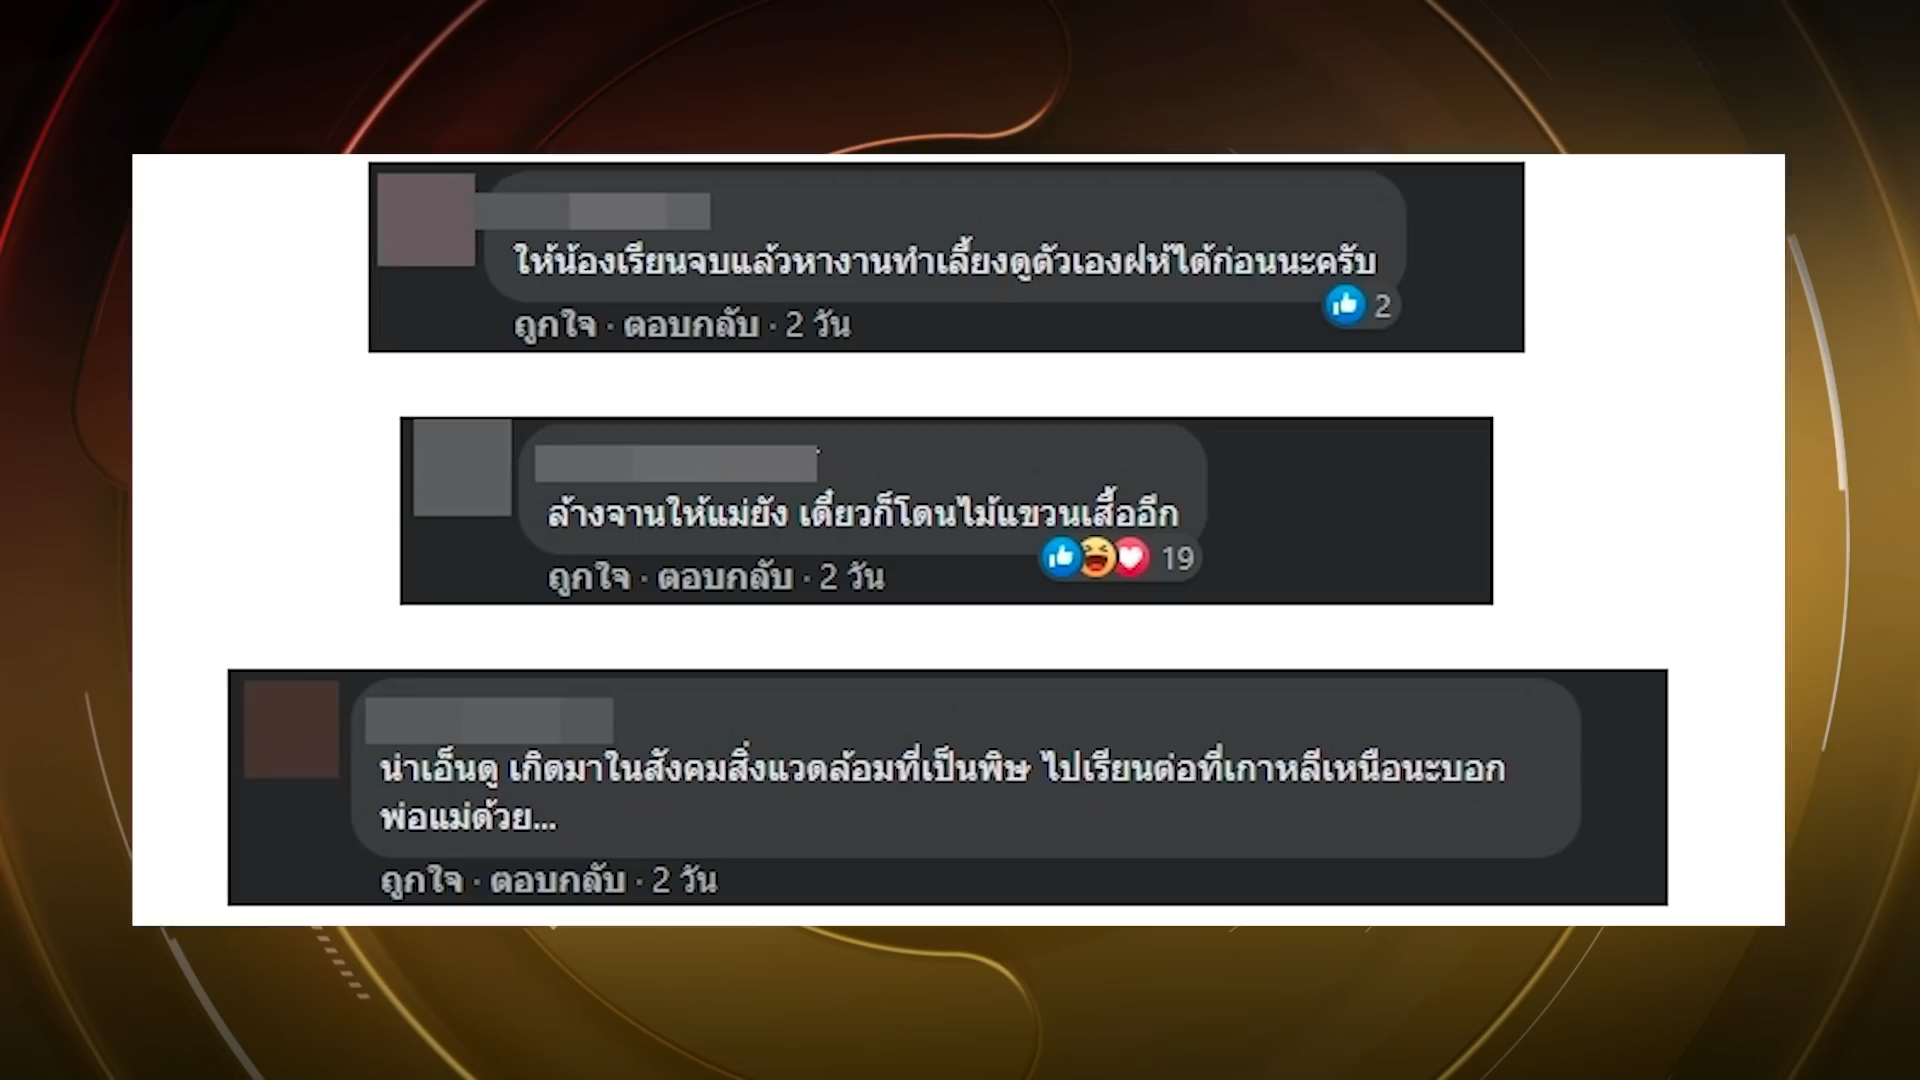 ให้น้องเรียนจบแล้วหางานทำเลี้ยงดูตัวเองฝห้ได้ก่อนนะครับ
ถูกใจ · ตอบกลับ · 2 วัน
2
ล้างจานให้แม่ยัง เดี๋ยวก็โดนไม้แขวนเสื้ออีก
ถูกใจ · ตอบกลับ · 2 วัน
19
น่าเอ็นดู เกิดมาในสังคมสิ่งแวดล้อมที่เป็นพิษ ไปเรียนต่อที่เกาหลีเหนือนะบอก
พ่อแม่ด้วย...
ถูกใจ · ตอบกลับ · 2 วัน